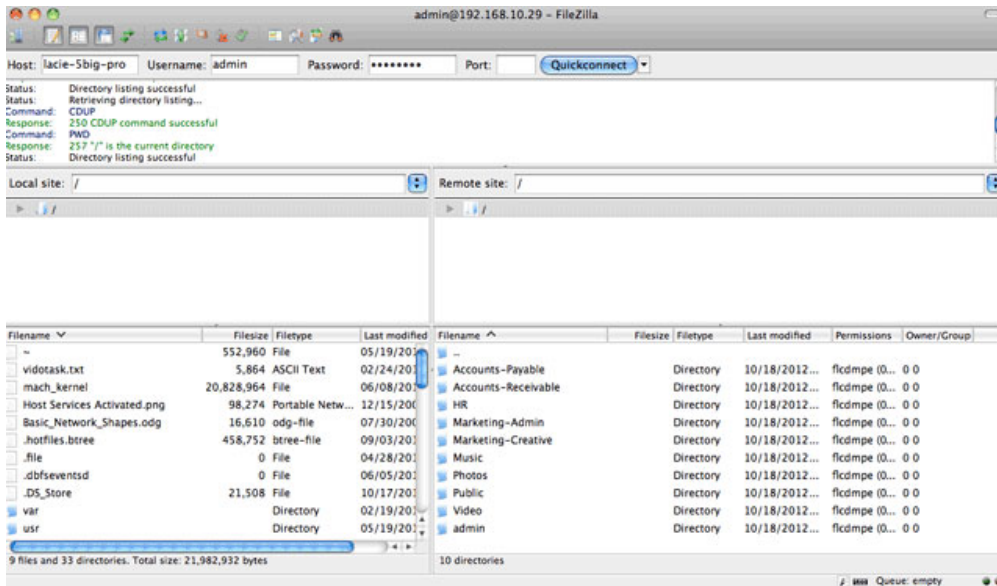 admin@192.168.10.29 – FileZilla
Host: lacie-5big-pro Username: admin Password: •••••••• Port: Quickconnect
Status: Directory listing successful
Status: Retrieving directory listing...
Command: CDUP
Response: 250 CDUP command successful
Command: PWD
Response: 257 "/" is the current directory
Status: Directory listing successful
Local site: / Remote site: /
/ /
Filename Filesize Filetype Last modified Filename Filesize Filetype Last modified Permissions Owner/Group
~ 552,960 File 05/19/201 ..
vidotask.txt 5,864 ASCII Text 02/24/201 Accounts-Payable Directory 10/18/2012... flcdmpe (0... 0 0
mach_kernel 20,828,964 File 06/08/201 Accounts-Receivable Directory 10/18/2012... flcdmpe (0... 0 0
Host Services Activated.png 98,274 Portable Netw... 12/15/200 HR Directory 10/18/2012... flcdmpe (0... 0 0
Basic_Network_Shapes.odg 16,610 odg-file 07/30/200 Marketing-Admin Directory 10/18/2012... flcdmpe (0... 0 0
.hotfiles.btree 458,752 btree-file 09/03/201 Marketing-Creative Directory 10/18/2012... flcdmpe (0... 0 0
.file 0 File 04/28/201 Music Directory 10/18/2012... flcdmpe (0... 0 0
.dbfseventsd 0 File 06/05/201 Photos Directory 10/18/2012... flcdmpe (0... 0 0
.DS_Store 21,508 File 10/17/201 Public Directory 10/18/2012... flcdmpe (0... 0 0
var Directory 02/19/201 Video Directory 10/18/2012... flcdmpe (0... 0 0
usr Directory 05/19/201 admin Directory 10/18/2012... flcdmpe (0... 0 0
9 files and 33 directories. Total size: 21,982,932 bytes 10 directories
Queue: empty